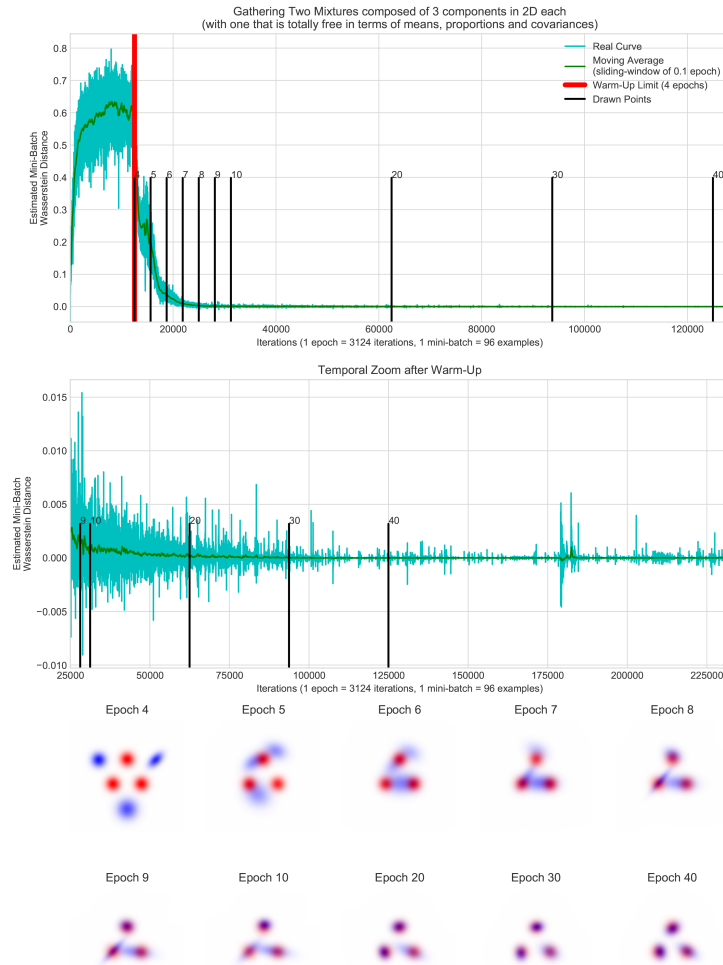 Gathering Two Mixtures composed of 3 components in 2D each
(with one that is totally free in terms of means, proportions and covariances)
Real Curve
Moving Average
(sliding-window of 0.1 epoch)
Warm-Up Limit (4 epochs)
Drawn Points
Estimated Mini-Batch
Wasserstein Distance
0.8
0.7
0.6
0.5
0.4
0.3
0.2
0.1
0.0
4 5 6 7 8 9 10 20 30 40
0 20000 40000 60000 80000 100000 120000
Iterations (1 epoch = 3124 iterations, 1 mini-batch = 96 examples)
Temporal Zoom after Warm-Up
Estimated Mini-Batch
Wasserstein Distance
0.015
0.010
0.005
0.000
−0.005
−0.010
9 10 20 30 40
25000 50000 75000 100000 125000 150000 175000 200000 225000
Iterations (1 epoch = 3124 iterations, 1 mini-batch = 96 examples)
Epoch 4 Epoch 5 Epoch 6 Epoch 7 Epoch 8
Epoch 9 Epoch 10 Epoch 20 Epoch 30 Epoch 40